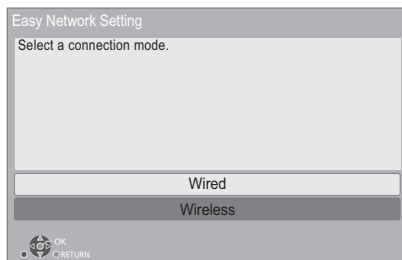 Easy Network Setting
Select a connection mode.
Wired
Wireless
OK
RETURN